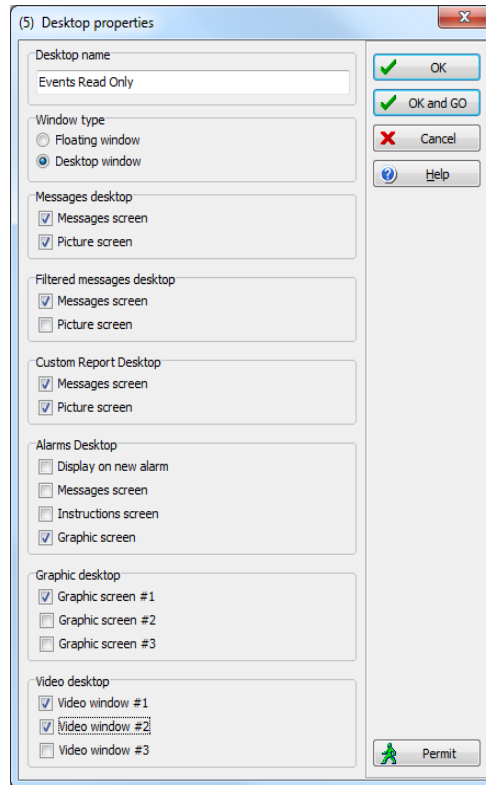 (5) Desktop properties
x
Desktop name
Events Read Only
Window type
Floating window
Desktop window
Messages desktop
Messages screen
Picture screen
Filtered messages desktop
Messages screen
Picture screen
Custom Report Desktop
Messages screen
Picture screen
Alarms Desktop
Display on new alarm
Messages screen
Instructions screen
Graphic screen
Graphic desktop
Graphic screen #1
Graphic screen #2
Graphic screen #3
Video desktop
Video window #1
Video window #2
Video window #3
OK
OK and GO
Cancel
Help
Permit